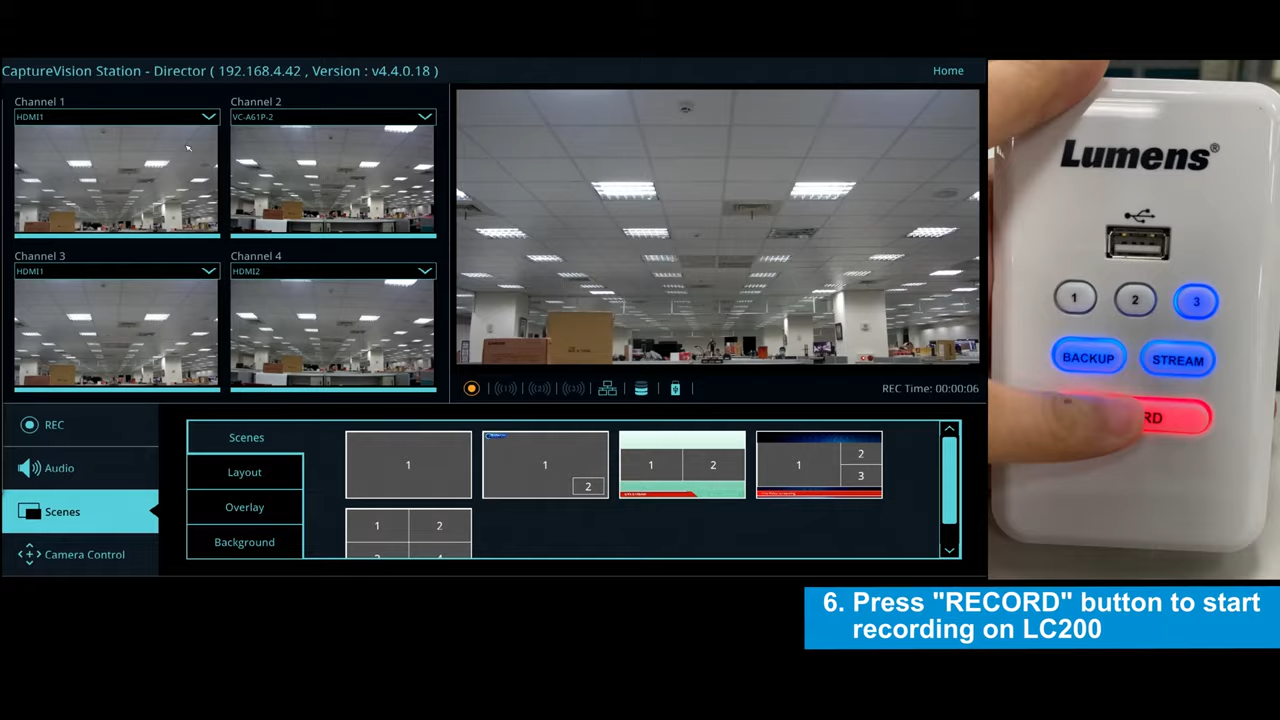 CaptureVision Station - Director ( 192.168.4.42 , Version : v4.4.0.18 )
Home
Channel 1
HDMI1
Channel 2
VC-A61P-2
Channel 3
HDMI1
Channel 4
HDMI2
REC Time: 00:00:06
REC
Audio
Scenes
Camera Control
Scenes
Layout
Overlay
Background
1
1
2
1 2
1
2
3
1 2
Lumens®
1 2 3
BACKUP STREAM
RD
6. Press "RECORD" button to start
recording on LC200